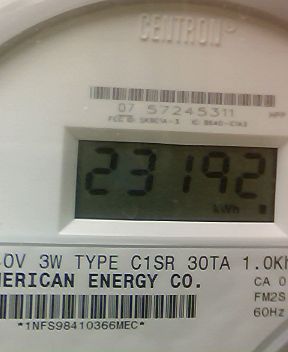 CENTRON®
07 57245311
23192
kWh
0V 3W TYPE C1SR 30TA 1.0Kh
MERICAN ENERGY CO.
CA 0
FM2S
60Hz
*1NFS98410366MEC*